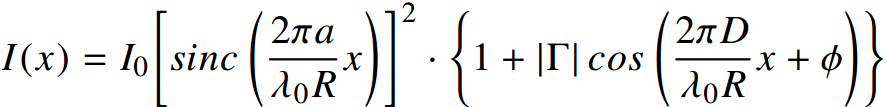 I(x) = I₀[sinc(2πa/λ₀R x)]² · {1 + |Γ| cos(2πD/λ₀R x + ϕ)}